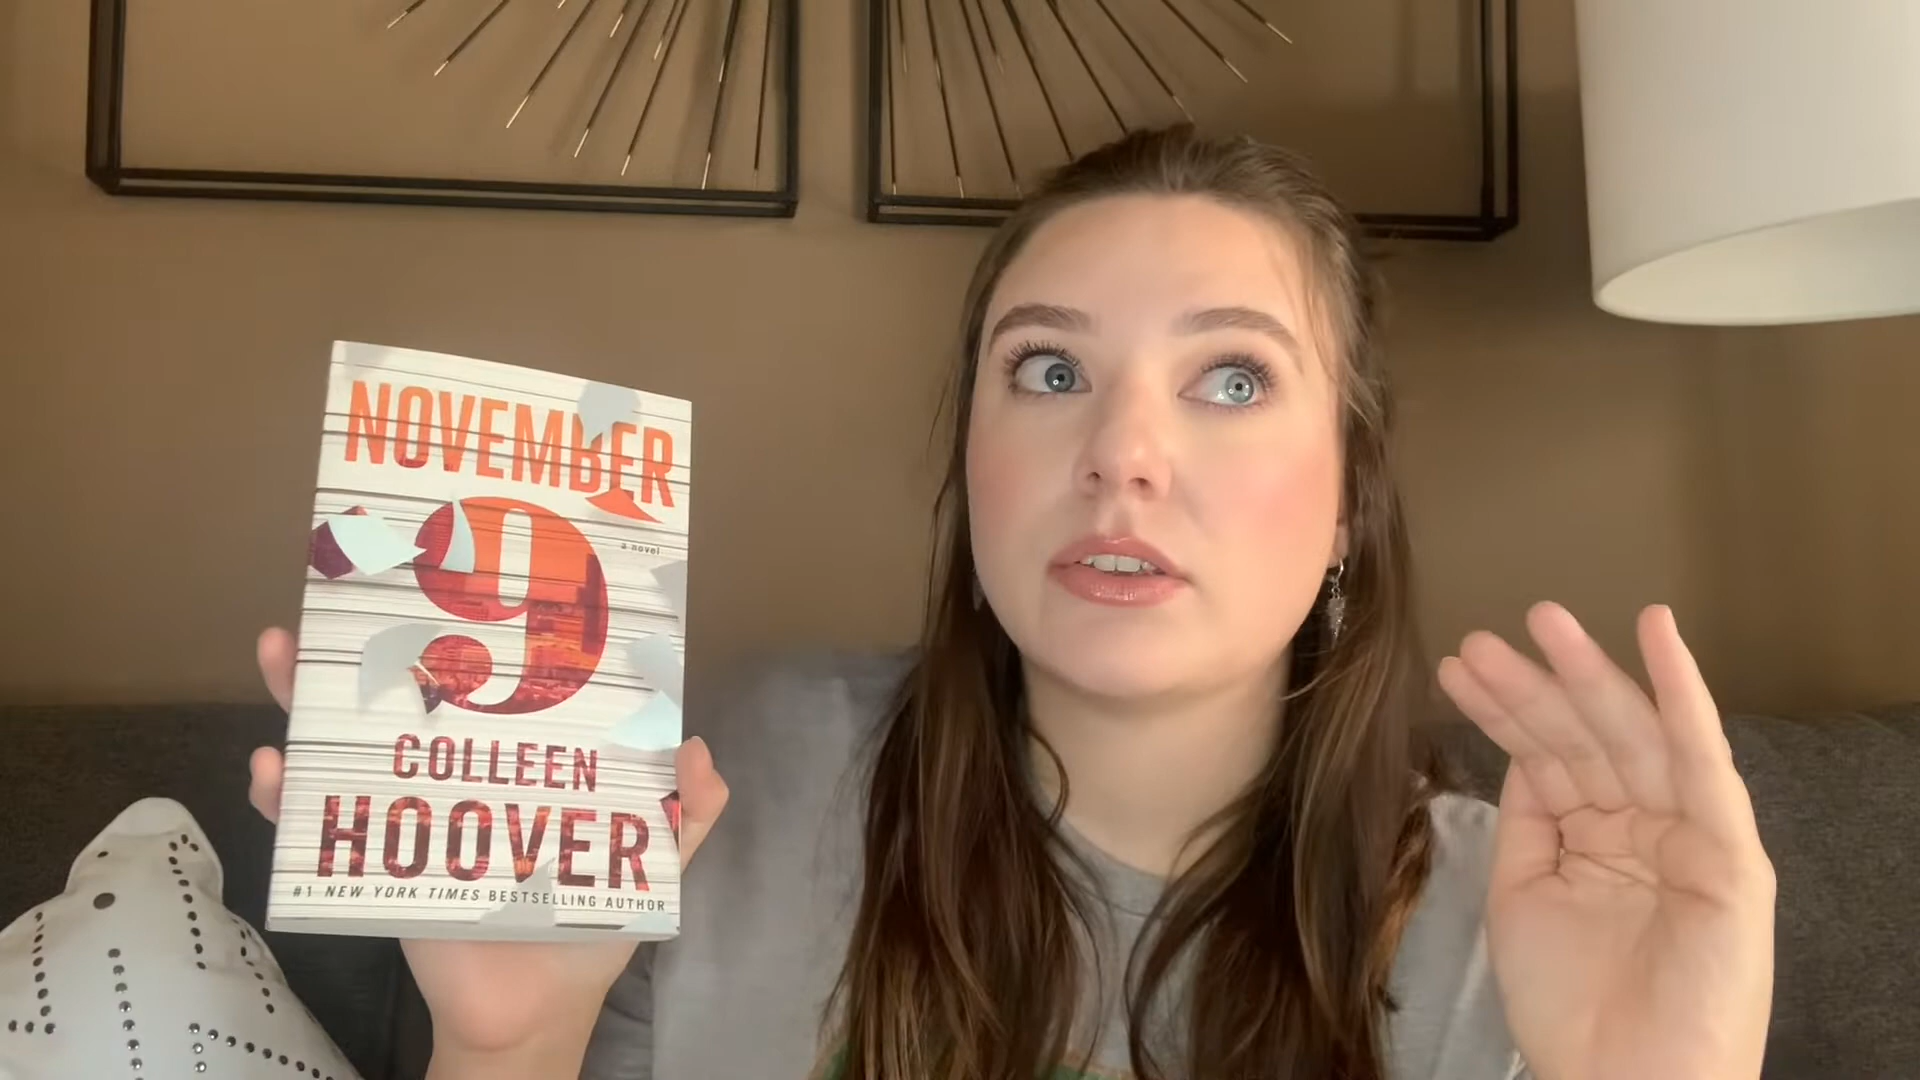 NOVEMBER
9
a novel
COLLEEN
HOOVER
#1 NEW YORK TIMES BESTSELLING AUTHOR